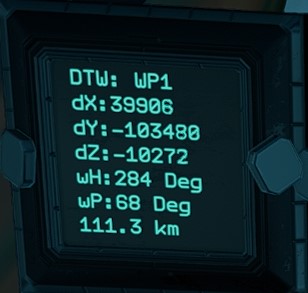 DTW: WP1
dX:39906
dY:-103480
dZ:-10272
wH:284 Deg
wP:68 Deg
111.3 km